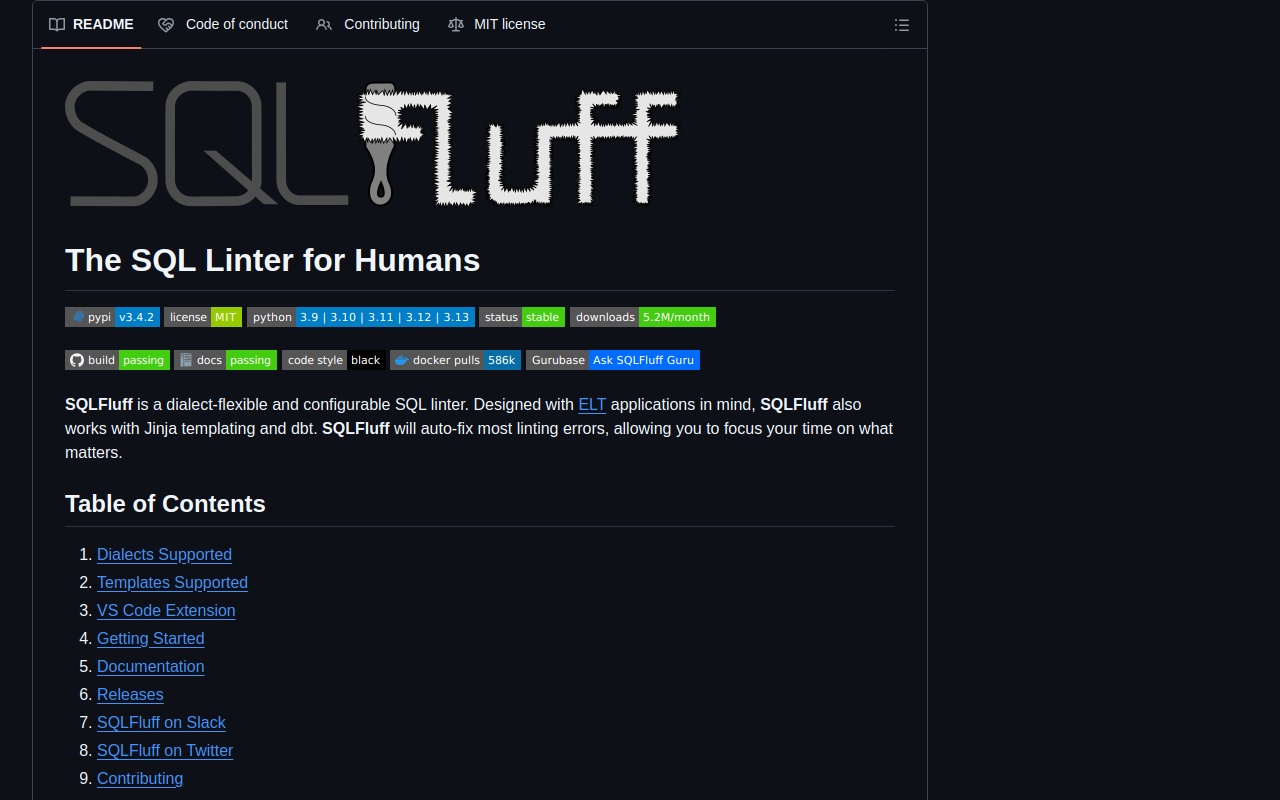 README Code of conduct Contributing MIT license
SQLFluff
The SQL Linter for Humans
pypi v3.4.2 license MIT python 3.9 | 3.10 | 3.11 | 3.12 | 3.13 status stable downloads 5.2M/month
build passing docs passing code style black docker pulls 586k Gurubase Ask SQLFluff Guru
SQLFluff is a dialect-flexible and configurable SQL linter. Designed with ELT applications in mind, SQLFluff also
works with Jinja templating and dbt. SQLFluff will auto-fix most linting errors, allowing you to focus your time on what
matters.
Table of Contents
1. Dialects Supported
2. Templates Supported
3. VS Code Extension
4. Getting Started
5. Documentation
6. Releases
7. SQLFluff on Slack
8. SQLFluff on Twitter
9. Contributing